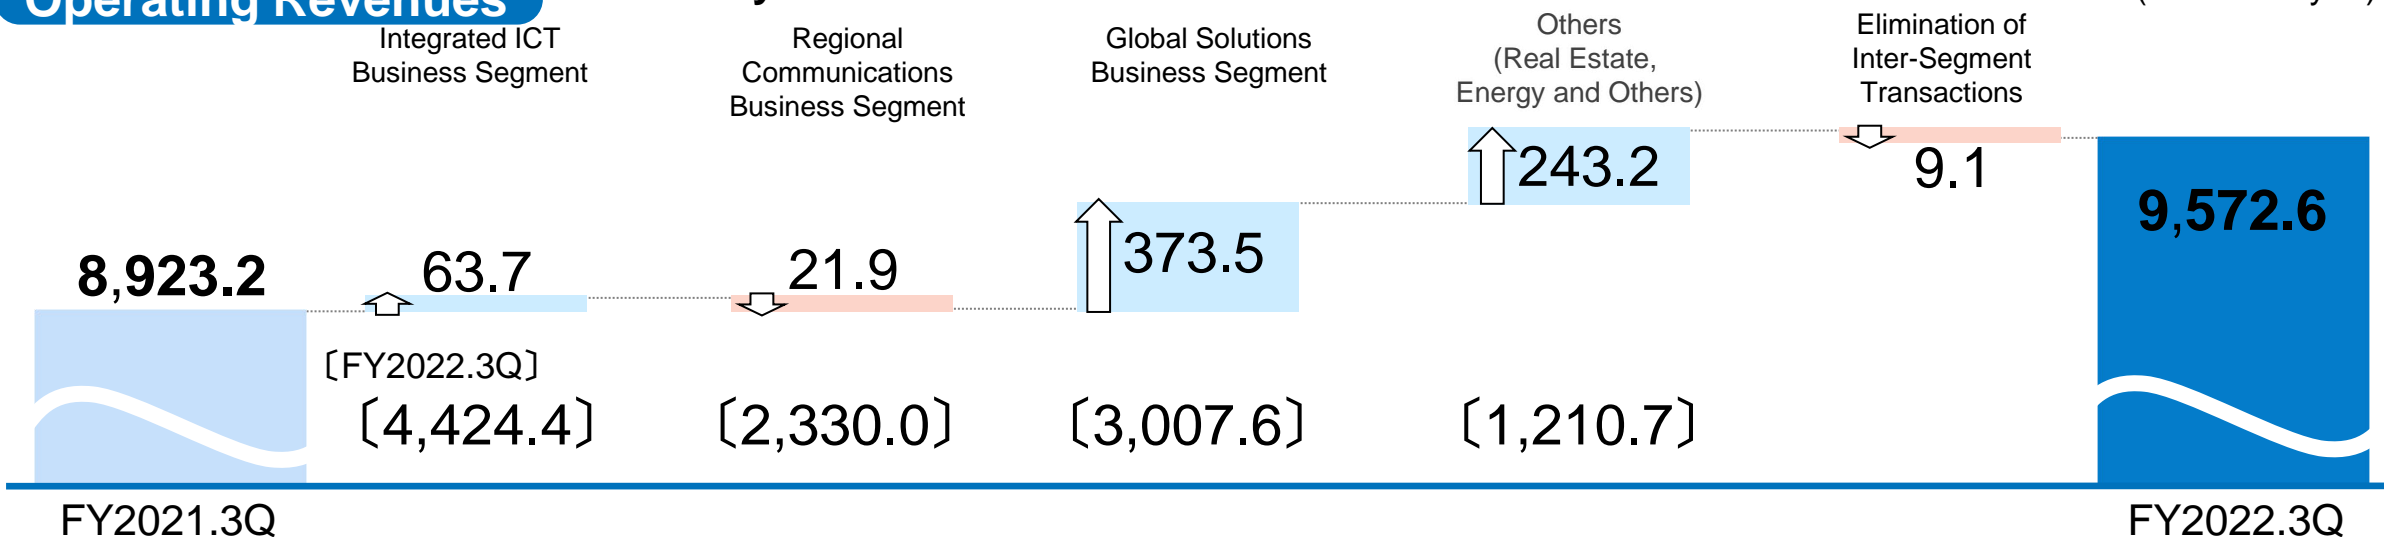 Operating Revenues
Integrated ICT
Business Segment
Regional
Communications
Business Segment
Global Solutions
Business Segment
Others
(Real Estate,
Energy and Others)
Elimination of
Inter-Segment
Transactions
8,923.2
63.7
21.9
373.5
243.2
9.1
9,572.6
〔FY2022.3Q〕
〔4,424.4〕
〔2,330.0〕
〔3,007.6〕
〔1,210.7〕
FY2021.3Q
FY2022.3Q